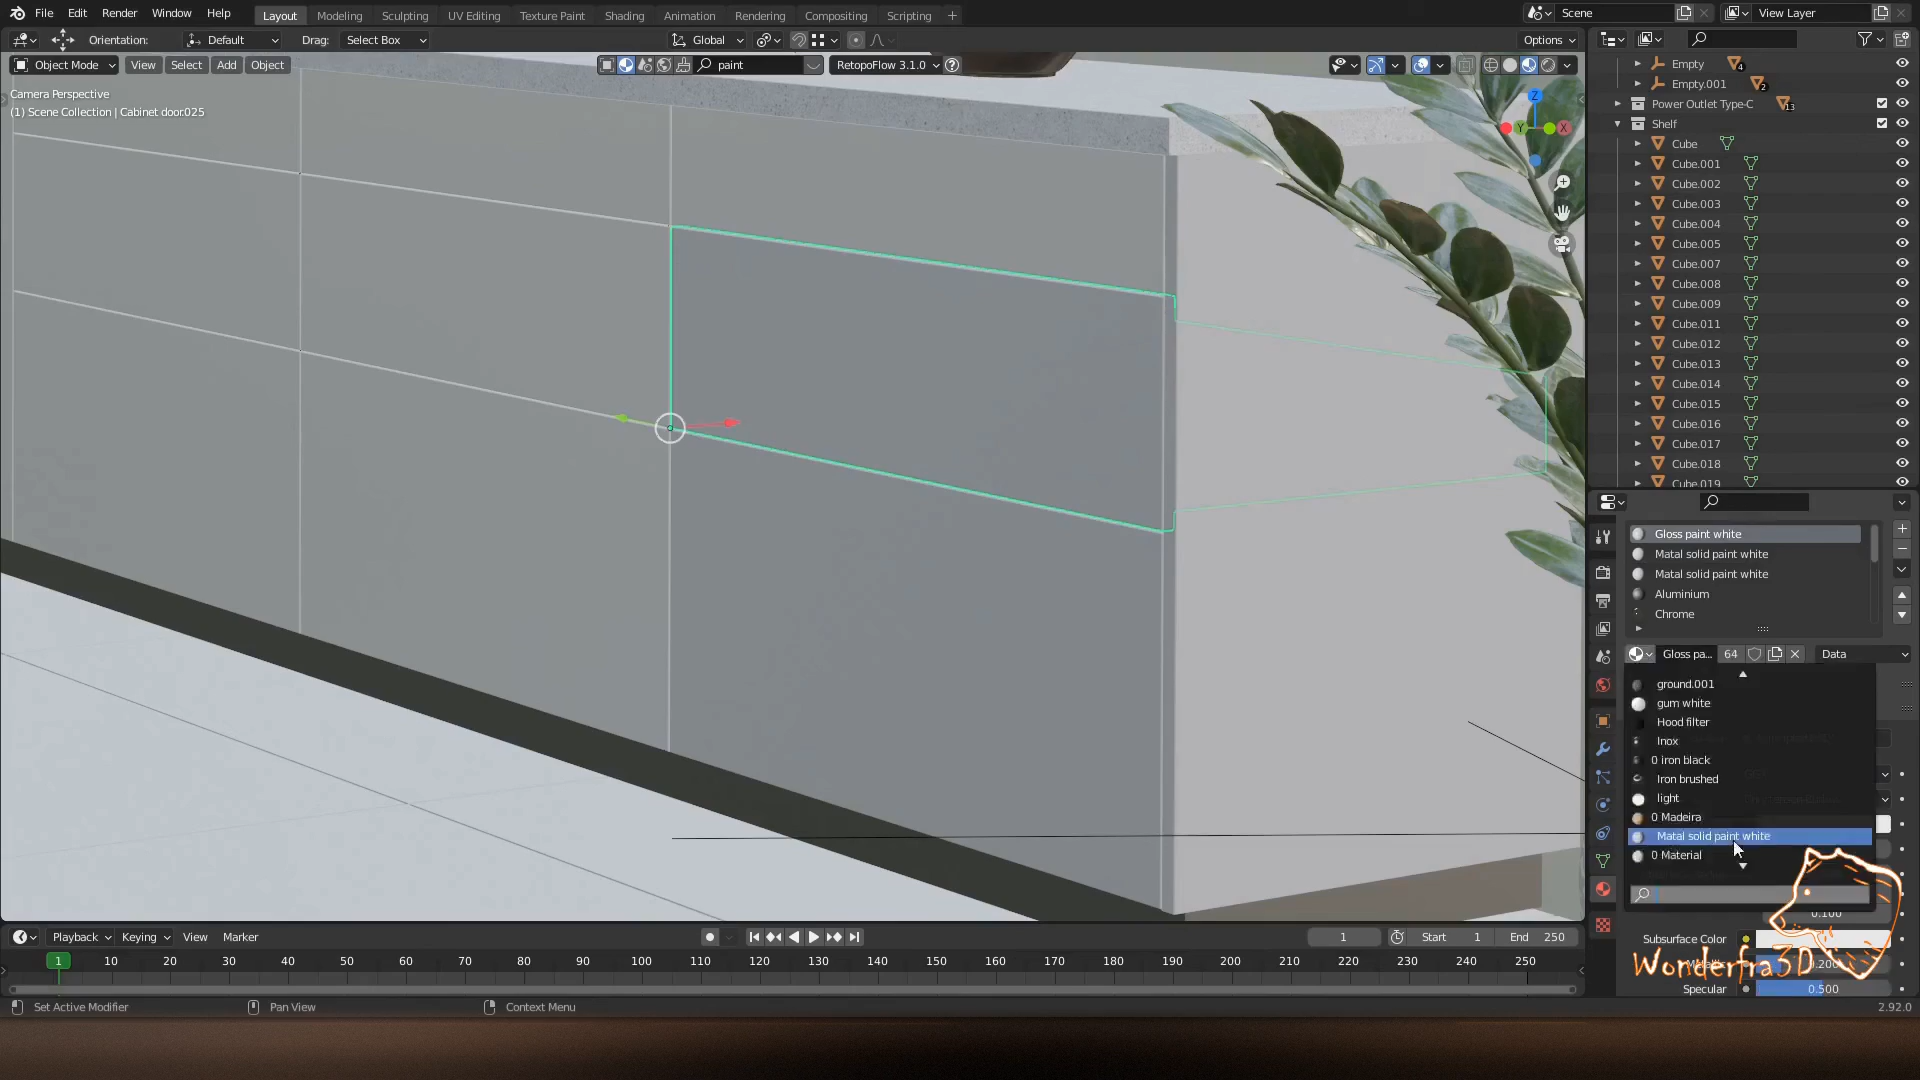 File Edit Render Window Help Layout Modeling Sculpting UV Editing Texture Paint Shading Animation Rendering Compositing Scripting + Scene View Layer
Orientation: Default Drag: Select Box Global Options
Object Mode View Select Add Object paint RetopoFlow 3.1.0
Camera Perspective
(1) Scene Collection | Cabinet door.025
Z
Y
X
Empty 4
Empty.001 2
Power Outlet Type-C 13
Shelf
Cube
Cube.001
Cube.002
Cube.003
Cube.004
Cube.005
Cube.007
Cube.008
Cube.009
Cube.011
Cube.012
Cube.013
Cube.014
Cube.015
Cube.016
Cube.017
Cube.018
Cube.019
Gloss paint white
Matal solid paint white
Matal solid paint white
Aluminium
Chrome
Gloss pa... 64 Data
ground.001
gum white
Hood filter
Inox
0 iron black
Iron brushed
light
0 Madeira
Matal solid paint white
0 Material
0.100
Subsurface Color
0.200
Specular 0.500
Wonderfra3D
Playback Keying View Marker 1 Start 1 End 250
1 10 20 30 40 50 60 70 80 90 100 110 120 130 140 150 160 170 180 190 200 210 220 230 240 250
Set Active Modifier Pan View Context Menu 2.92.0